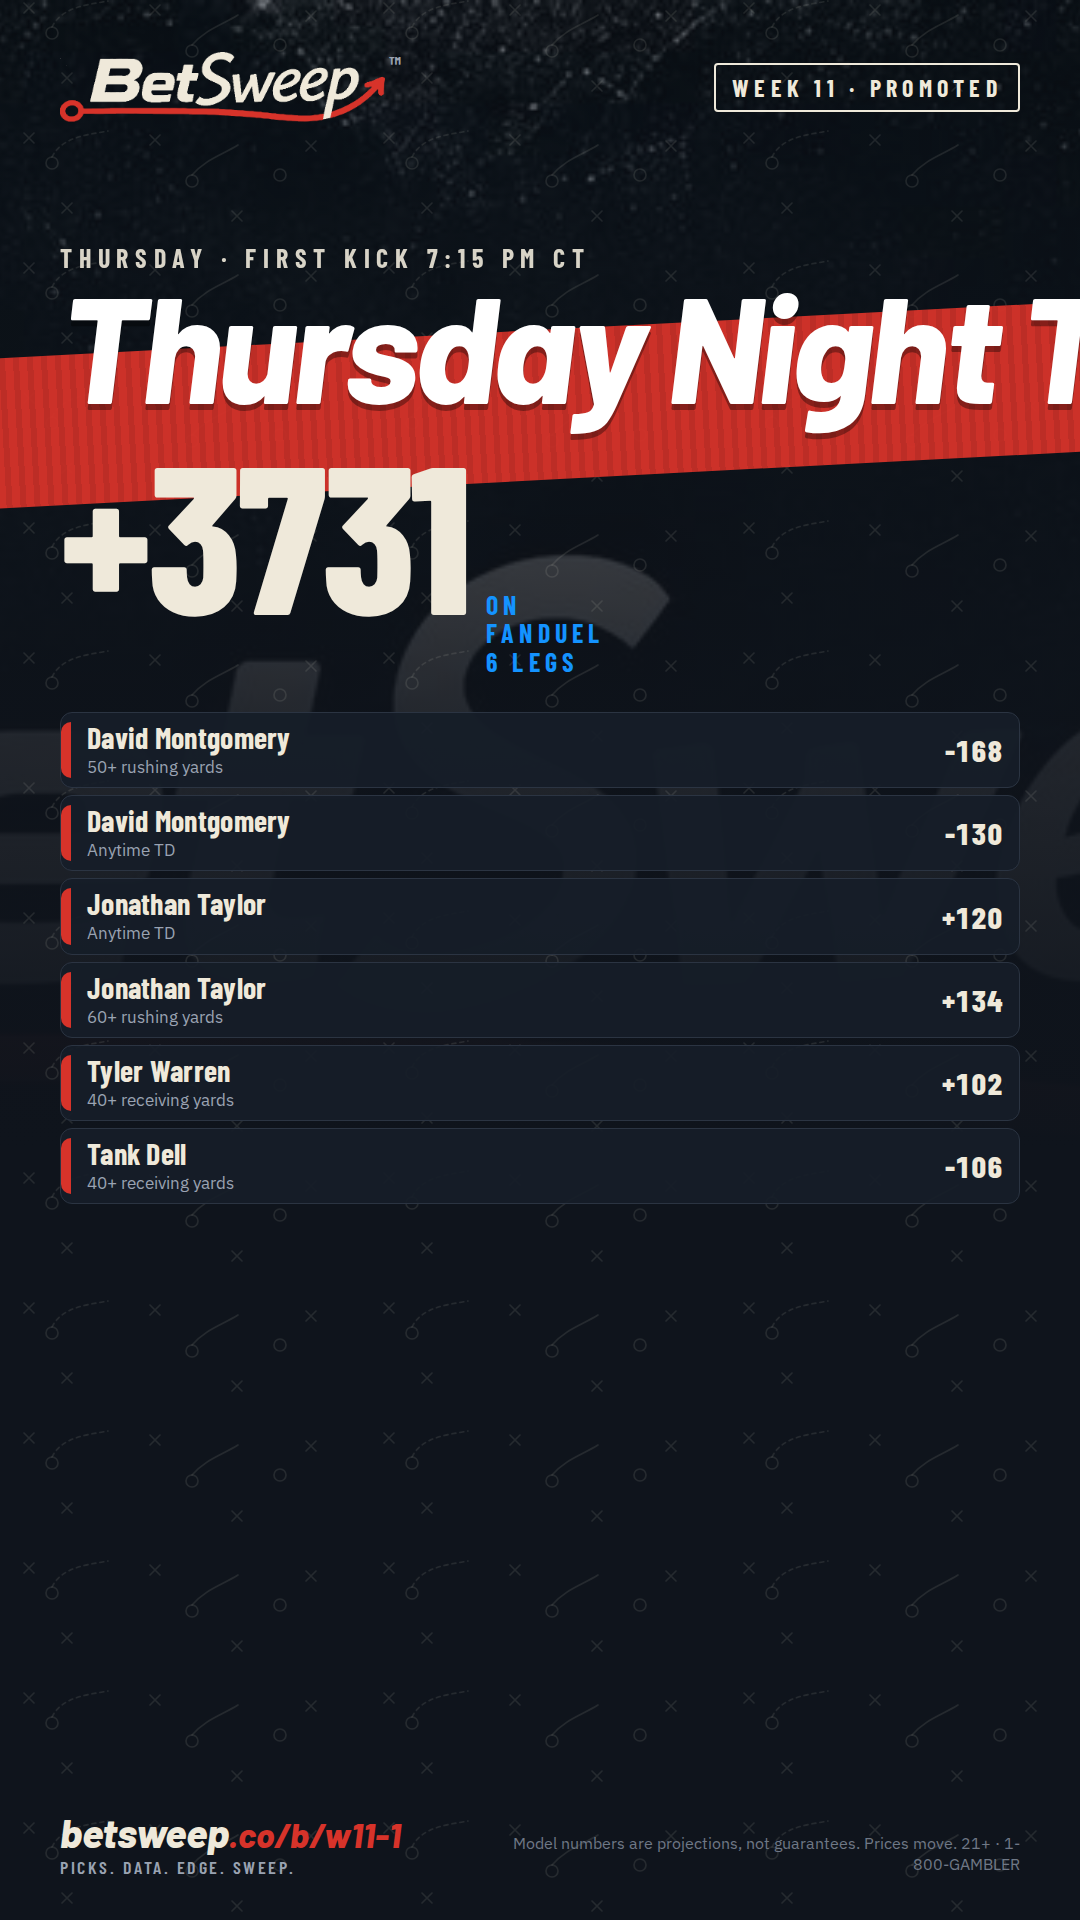 BetSweep™
WEEK 11 · PROMOTED
THURSDAY · FIRST KICK 7:15 PM CT
Thursday Night T
+3731
ON
FANDUEL
6 LEGS
David Montgomery
50+ rushing yards
-168
David Montgomery
Anytime TD
-130
Jonathan Taylor
Anytime TD
+120
Jonathan Taylor
60+ rushing yards
+134
Tyler Warren
40+ receiving yards
+102
Tank Dell
40+ receiving yards
-106
betsweep.co/b/w11-1
PICKS. DATA. EDGE. SWEEP.
Model numbers are projections, not guarantees. Prices move. 21+ · 1-
800-GAMBLER